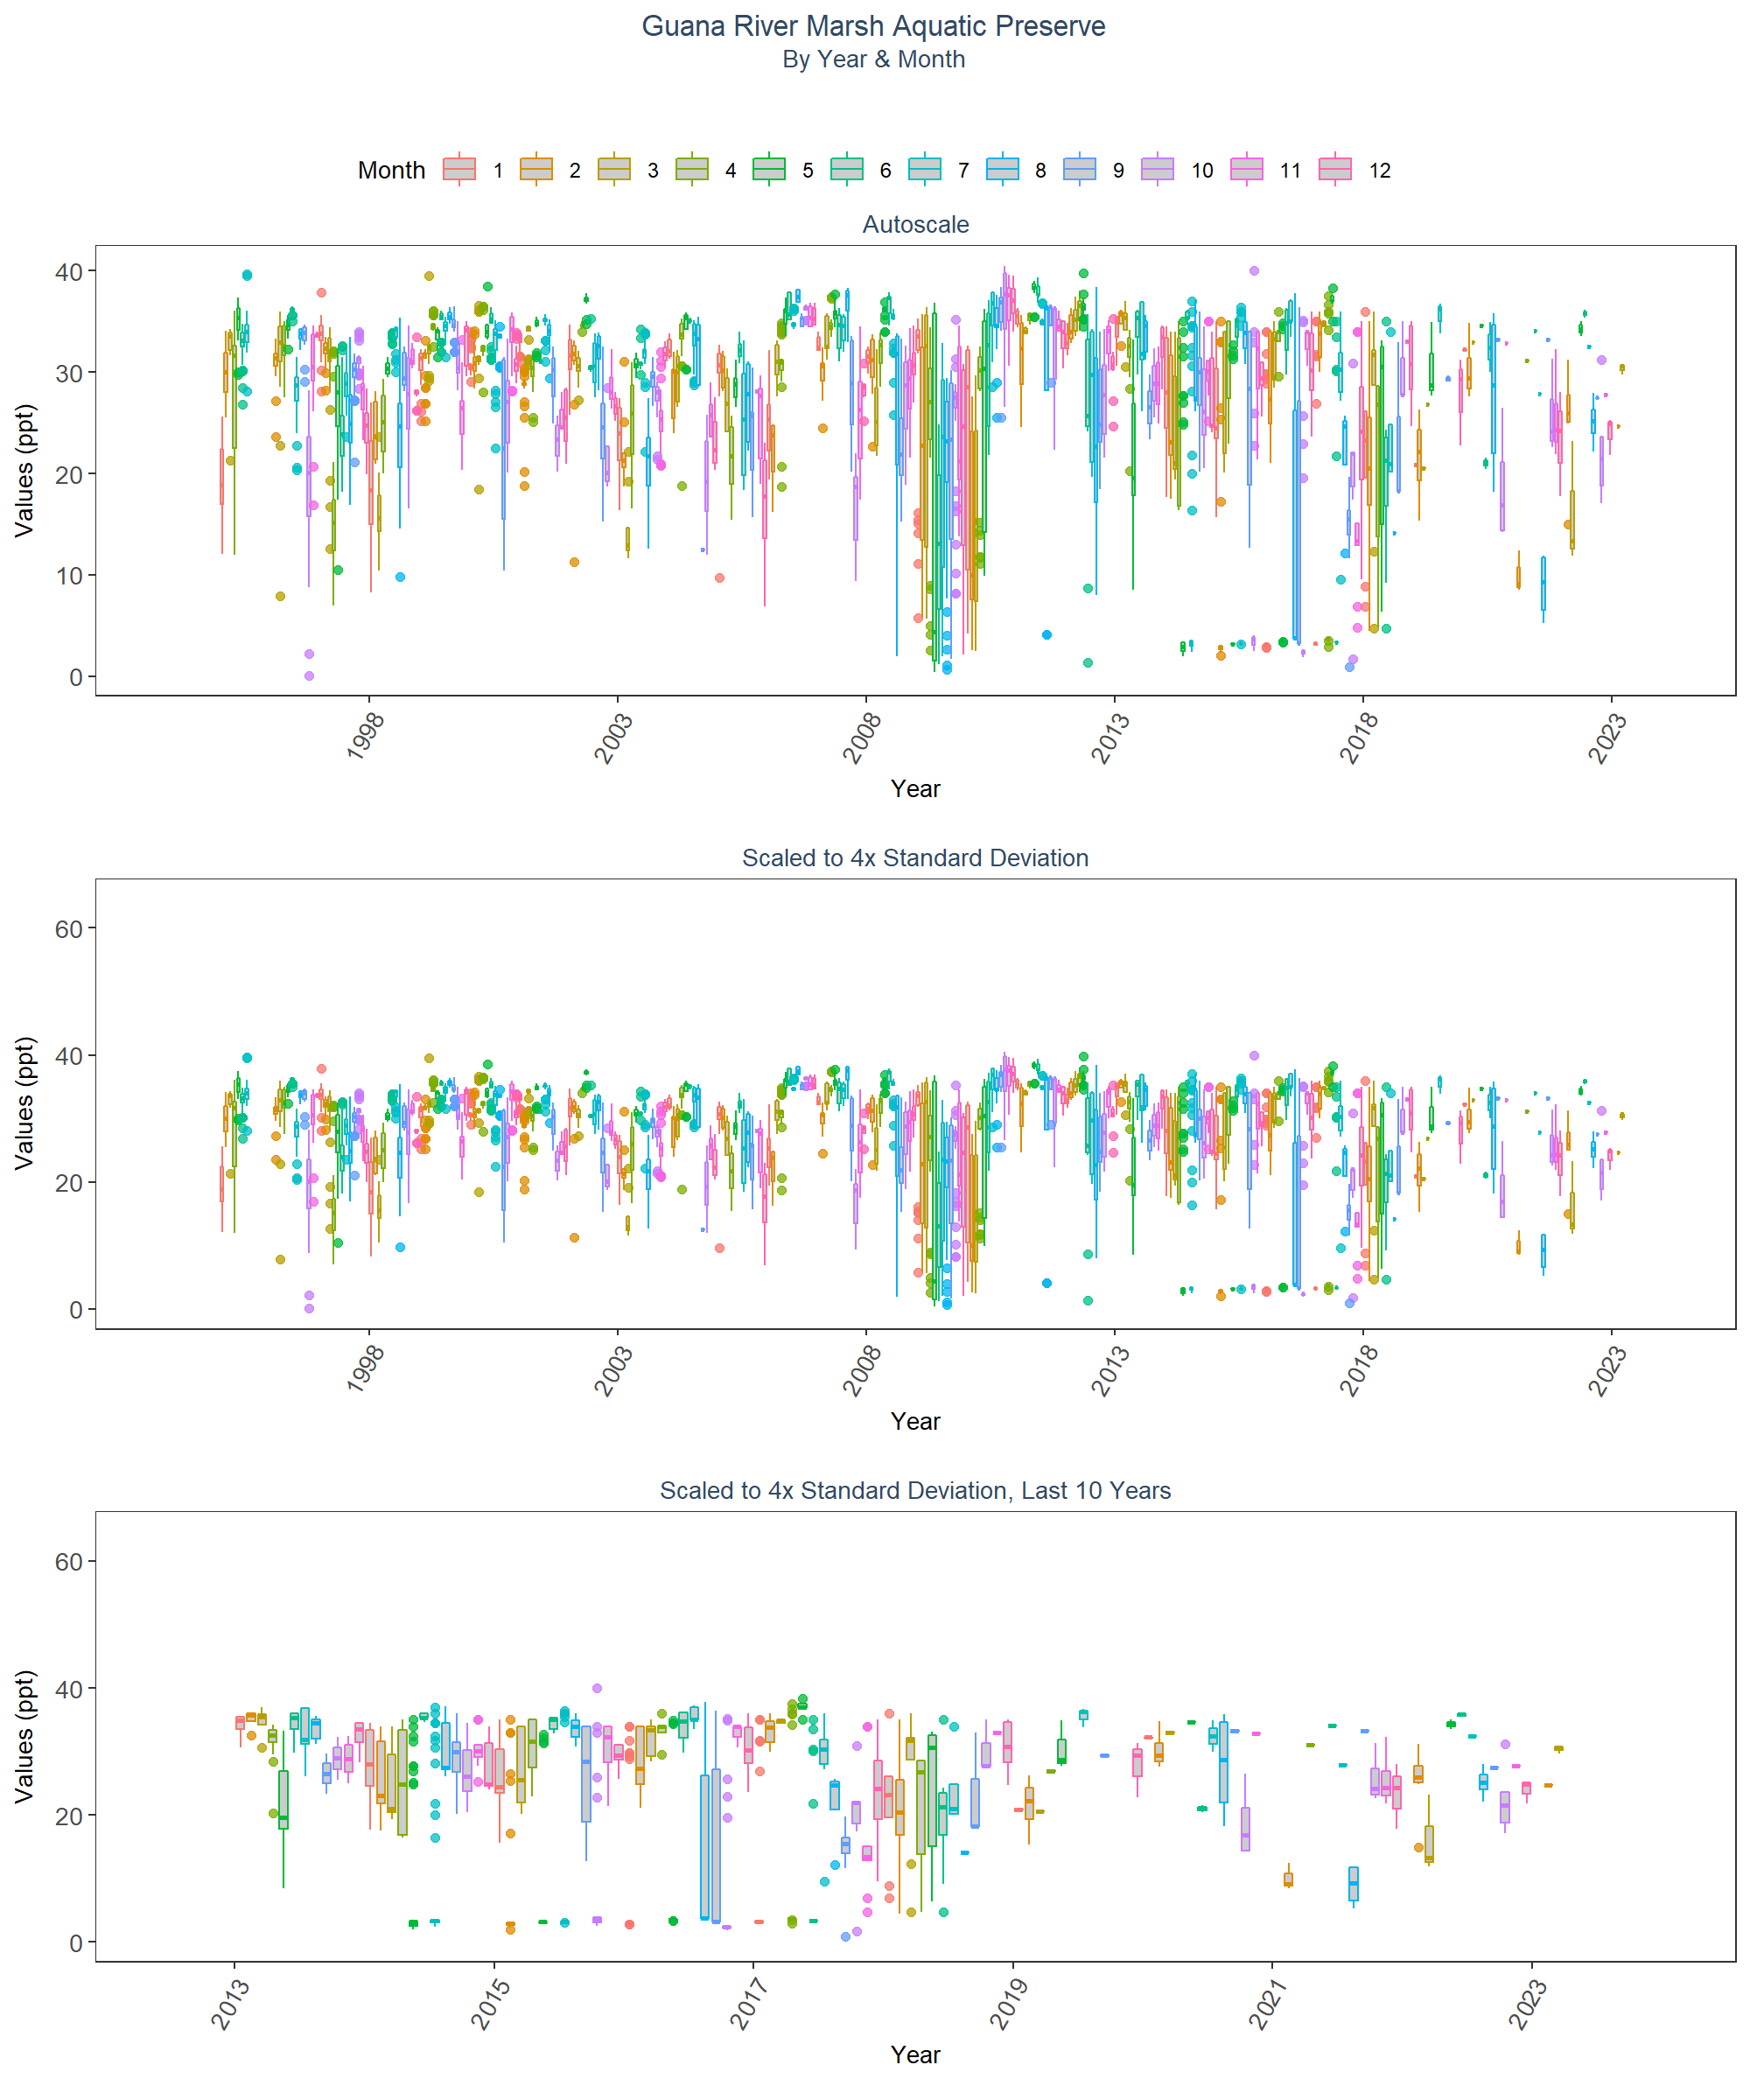 Guana River Marsh Aquatic Preserve
By Year & Month
Month 1 2 3 4 5 6 7 8 9 10 11 12
Autoscale
Values (ppt)
40
30
20
10
0
1998 2003 2008 2013 2018 2023
Year
Scaled to 4x Standard Deviation
Values (ppt)
60
40
20
0
1998 2003 2008 2013 2018 2023
Year
Scaled to 4x Standard Deviation, Last 10 Years
Values (ppt)
60
40
20
0
2013 2015 2017 2019 2021 2023
Year